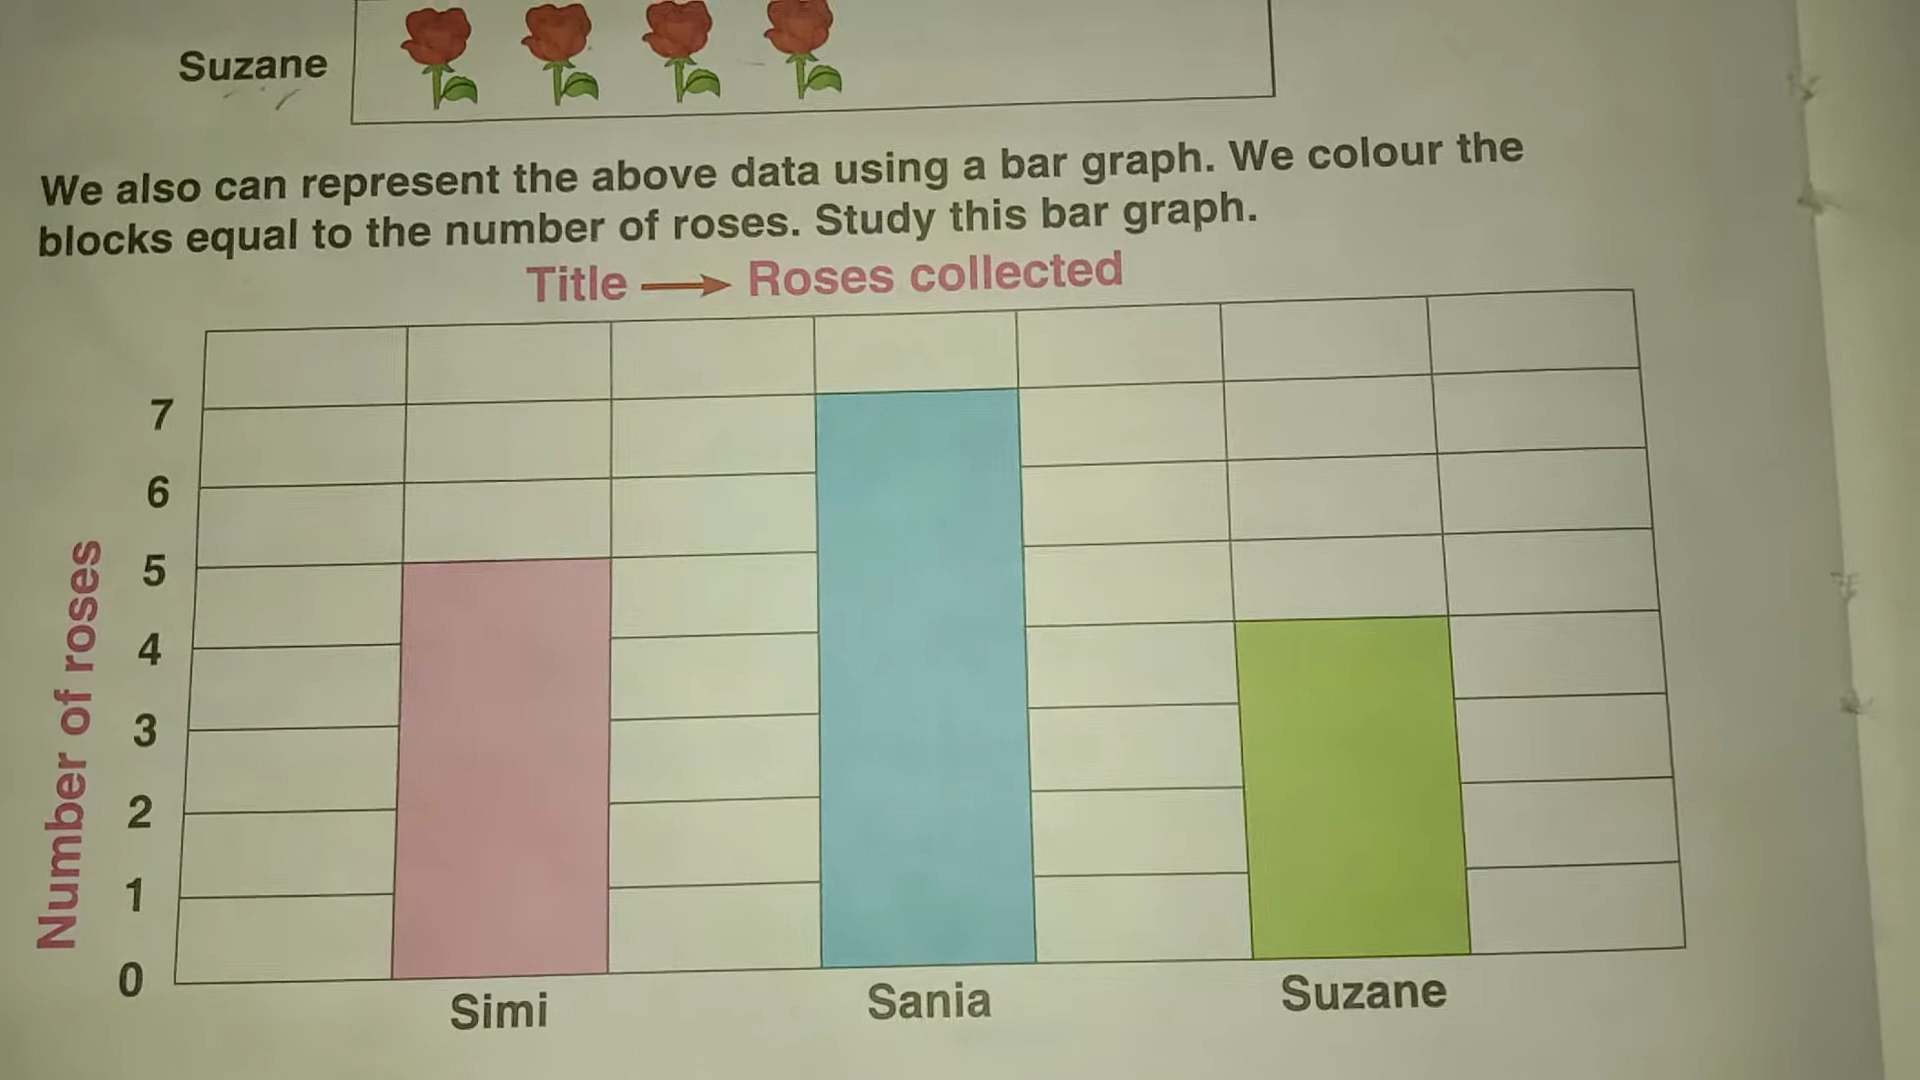 Suzane
We also can represent the above data using a bar graph. We colour the
blocks equal to the number of roses. Study this bar graph.
Title → Roses collected
Number of roses
7
6
5
4
3
2
1
0
Simi Sania Suzane